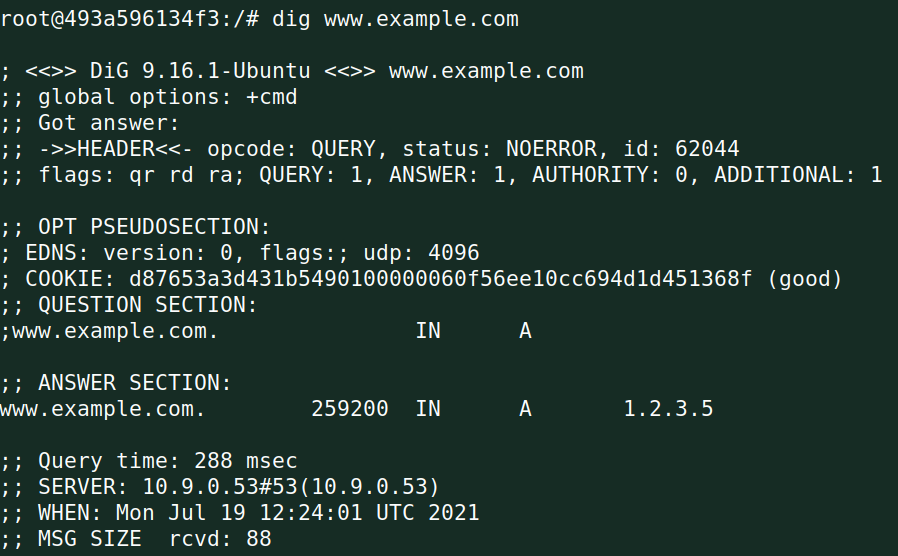 root@493a596134f3:/# dig www.example.com
; <<>> DiG 9.16.1-Ubuntu <<>> www.example.com
;; global options: +cmd
;; Got answer:
;; ->>HEADER<<- opcode: QUERY, status: NOERROR, id: 62044
;; flags: qr rd ra; QUERY: 1, ANSWER: 1, AUTHORITY: 0, ADDITIONAL: 1
;; OPT PSEUDOSECTION:
; EDNS: version: 0, flags:; udp: 4096
; COOKIE: d87653a3d431b5490100000060f56ee10cc694d1d451368f (good)
;; QUESTION SECTION:
;www.example.com.               IN      A
;; ANSWER SECTION:
www.example.com.        259200  IN      A       1.2.3.5
;; Query time: 288 msec
;; SERVER: 10.9.0.53#53(10.9.0.53)
;; WHEN: Mon Jul 19 12:24:01 UTC 2021
;; MSG SIZE  rcvd: 88